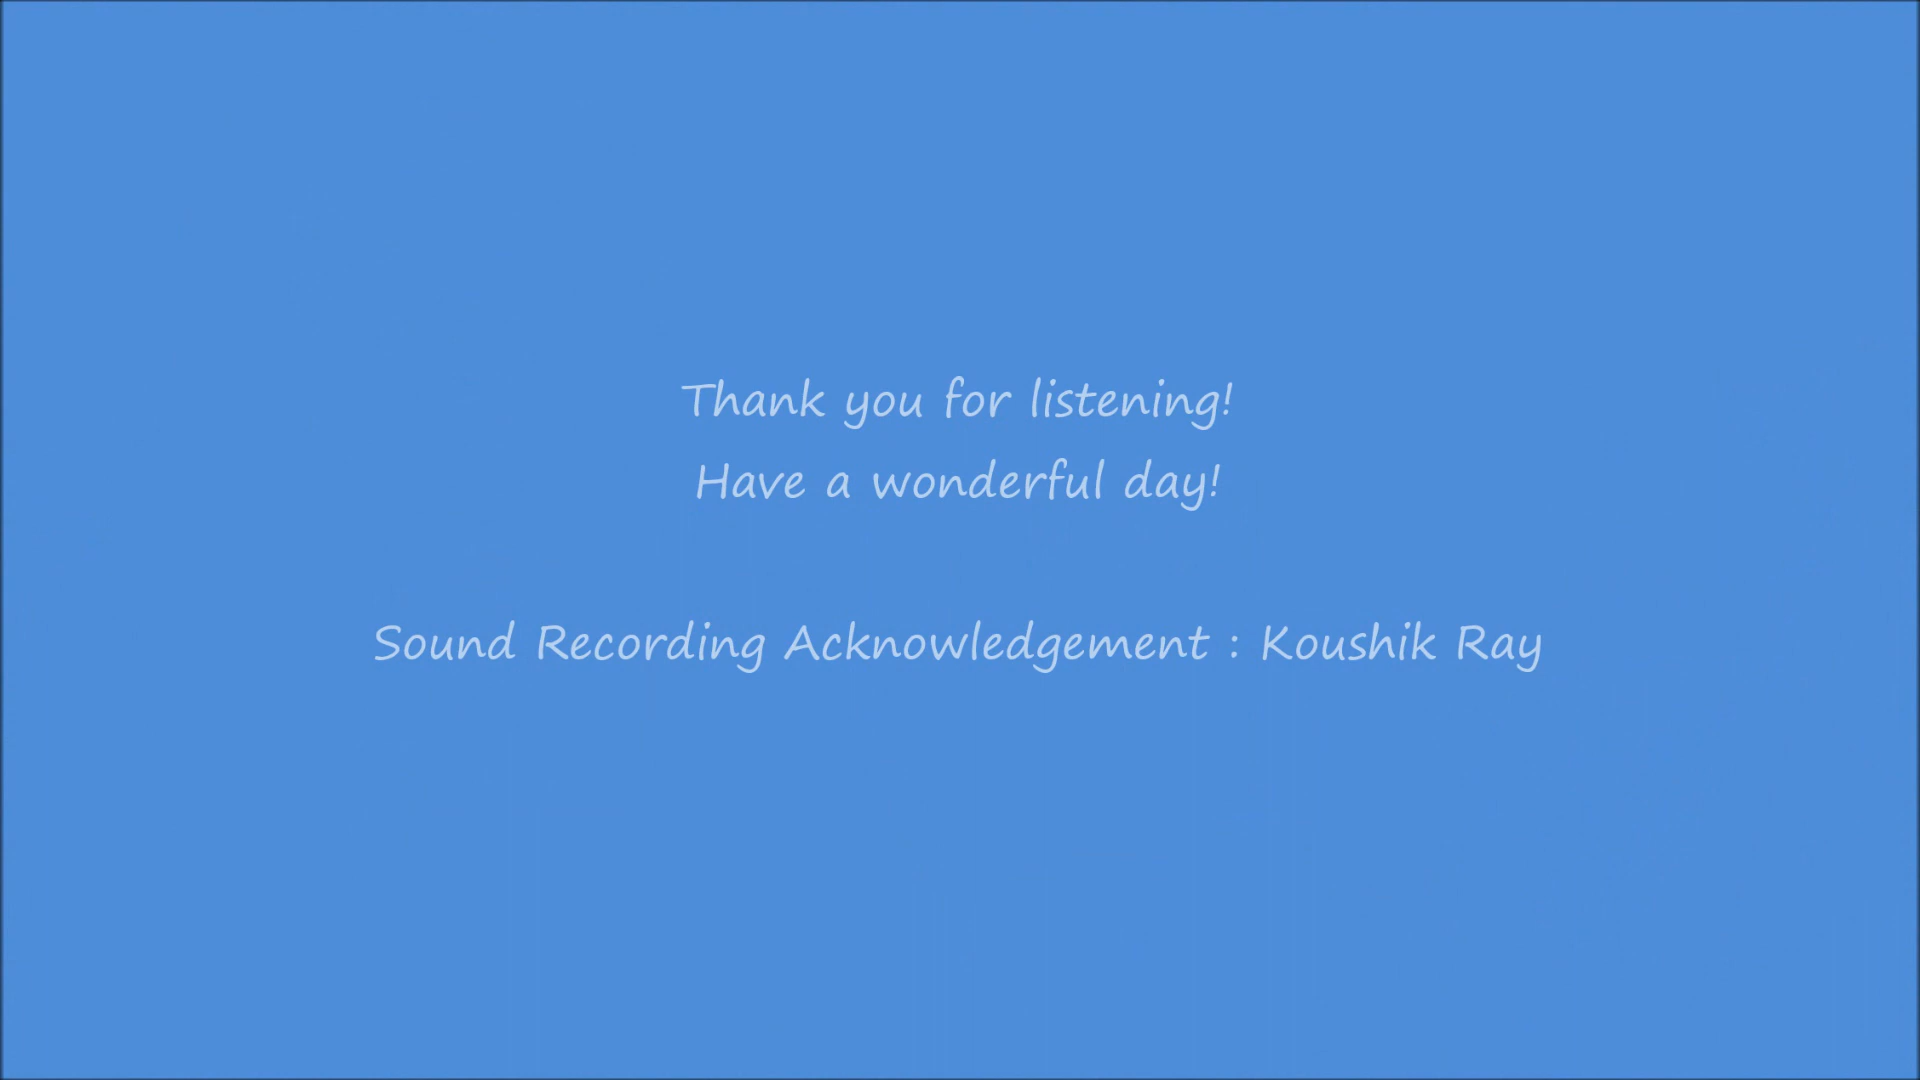 Thank you for listening!
Have a wonderful day!
Sound Recording Acknowledgement : Koushik Ray